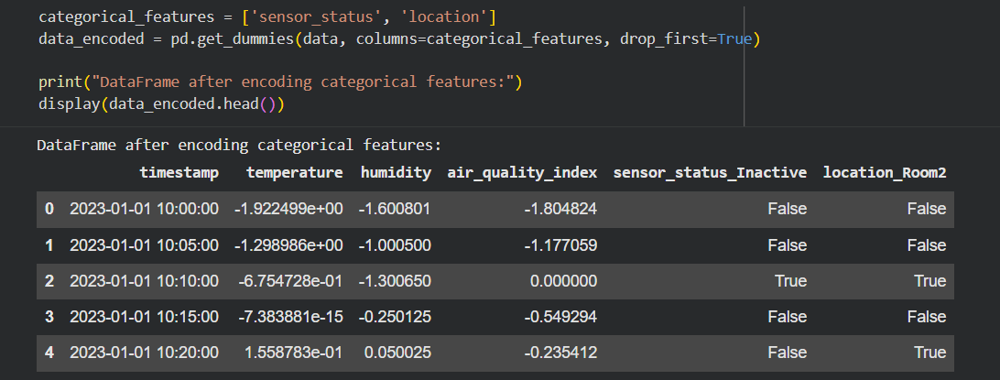 categorical_features = ['sensor_status', 'location']
data_encoded = pd.get_dummies(data, columns=categorical_features, drop_first=True)
print("DataFrame after encoding categorical features:")
display(data_encoded.head())
DataFrame after encoding categorical features:
timestamp temperature humidity air_quality_index sensor_status_Inactive location_Room2
0 2023-01-01 10:00:00 -1.922499e+00 -1.600801 -1.804824 False False
1 2023-01-01 10:05:00 -1.298986e+00 -1.000500 -1.177059 False False
2 2023-01-01 10:10:00 -6.754728e-01 -1.300650 0.000000 True True
3 2023-01-01 10:15:00 -7.383881e-15 -0.250125 -0.549294 False False
4 2023-01-01 10:20:00 1.558783e-01 0.050025 -0.235412 False True